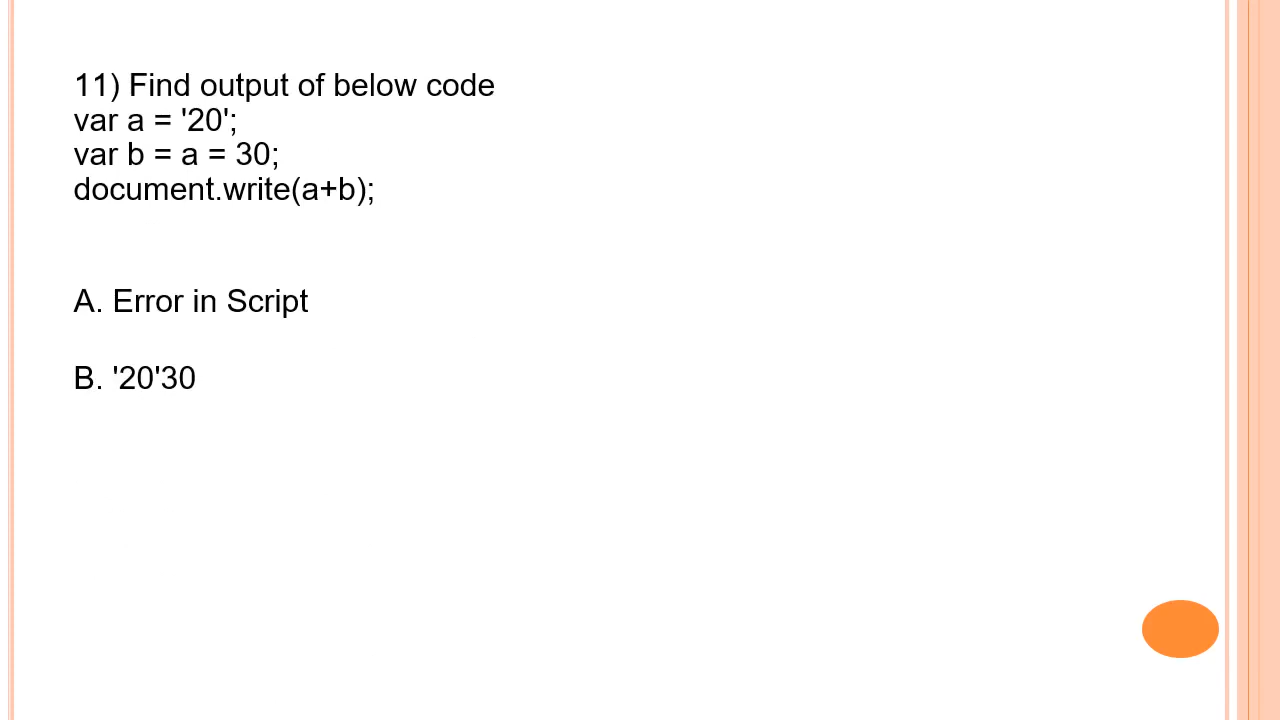 11) Find output of below code
var a = '20';
var b = a = 30;
document.write(a+b);
A. Error in Script
B. '20'30